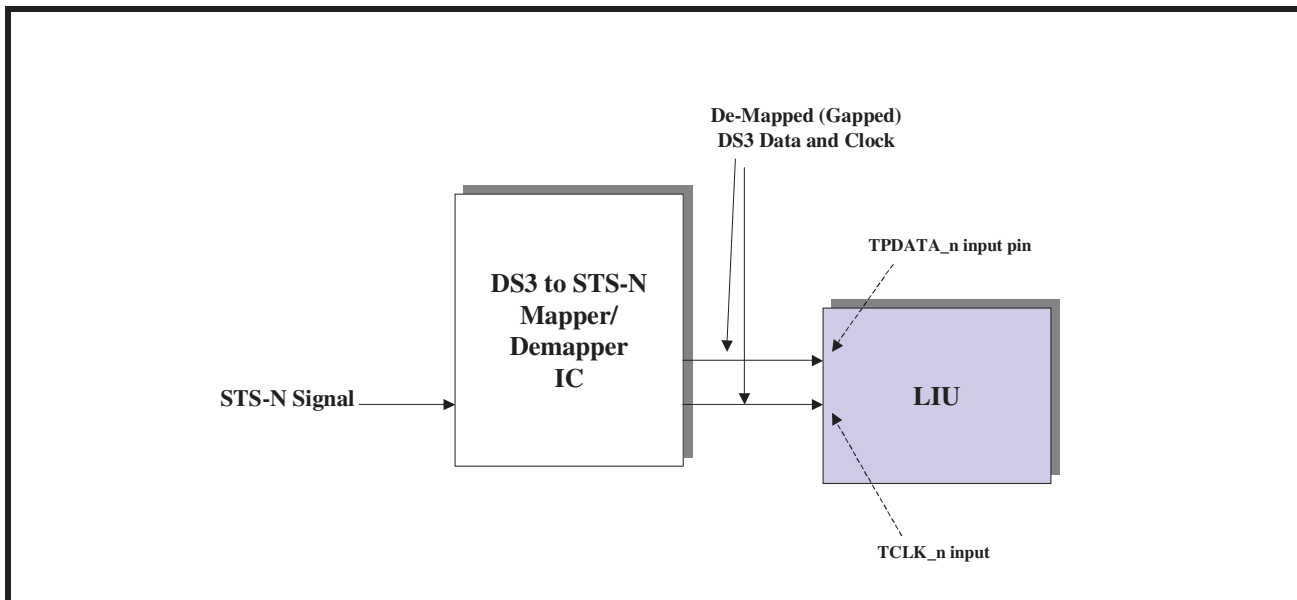 De-Mapped (Gapped)
DS3 Data and Clock
TPDATA_n input pin
DS3 to STS-N
Mapper/
Demapper
IC
STS-N Signal
LIU
TCLK_n input